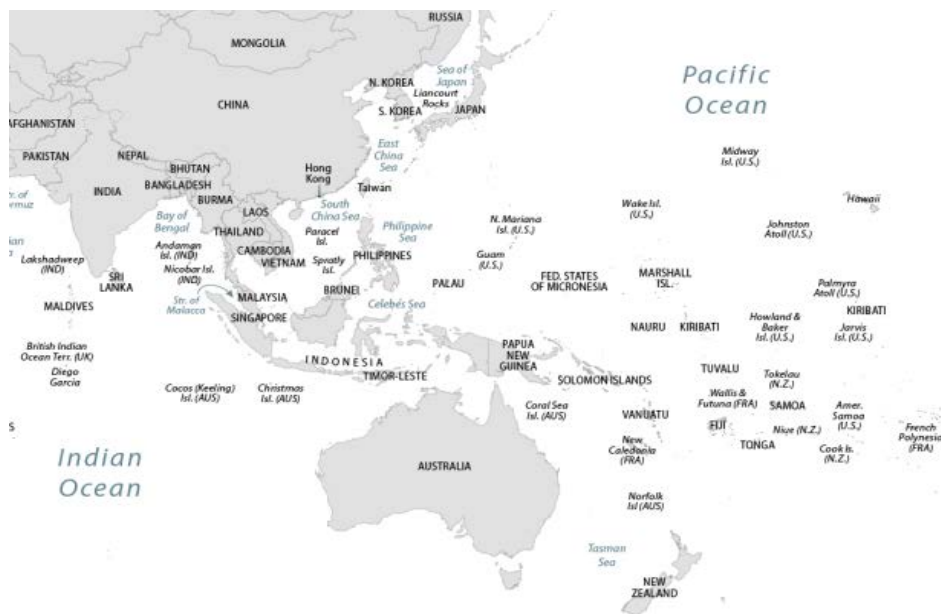 RUSSIA
MONGOLIA
Sea of
Japan
N. KOREA
Liancourt
Rocks
Pacific
Ocean
CHINA
S. KOREA
JAPAN
AFGHANISTAN
East
China
Sea
PAKISTAN
NEPAL
BHUTAN
Hong
Kong
Midway
Isl. (U.S.)
INDIA
BANGLADESH
Taiwan
BURMA
Hawaii
LAOS
South
China Sea
Wake Isl.
(U.S.)
Bay of
Bengal
THAILAND
Paracel
Isl.
Philippine
Sea
N. Mariana
Isl. (U.S.)
Johnston
Atoll (U.S.)
Andaman
Isl. (IND)
CAMBODIA
VIETNAM
PHILIPPINES
Guam
(U.S.)
Lakshadweep
(IND)
Nicobar Isl.
(IND)
Spratly
Isl.
SRI
LANKA
PALAU
FED. STATES
OF MICRONESIA
MARSHALL
ISL.
Palmyra
Atoll (U.S.)
MALDIVES
Str. of
Malacca
MALAYSIA
BRUNEI
Celebes Sea
SINGAPORE
NAURU
KIRIBATI
Howland &
Baker
Isl. (U.S.)
KIRIBATI
Jarvis
Isl. (U.S.)
British Indian
Ocean Terr. (UK)
Diego
Garcia
INDONESIA
PAPUA
NEW
GUINEA
TIMOR-LESTE
SOLOMON ISLANDS
TUVALU
Tokelau
(N.Z.)
Cocos (Keeling)
Isl. (AUS)
Christmas
Isl. (AUS)
Wallis &
Futuna (FRA)
Coral Sea
Isl. (AUS)
VANUATU
SAMOA
Amer.
Samoa
(U.S.)
FIJI
Niue (N.Z.)
French
Polynesia
(FRA)
New
Caledonia
(FRA)
TONGA
Cook Is.
(N.Z.)
Indian
Ocean
AUSTRALIA
Norfolk
Isl (AUS)
Tasman
Sea
NEW
ZEALAND